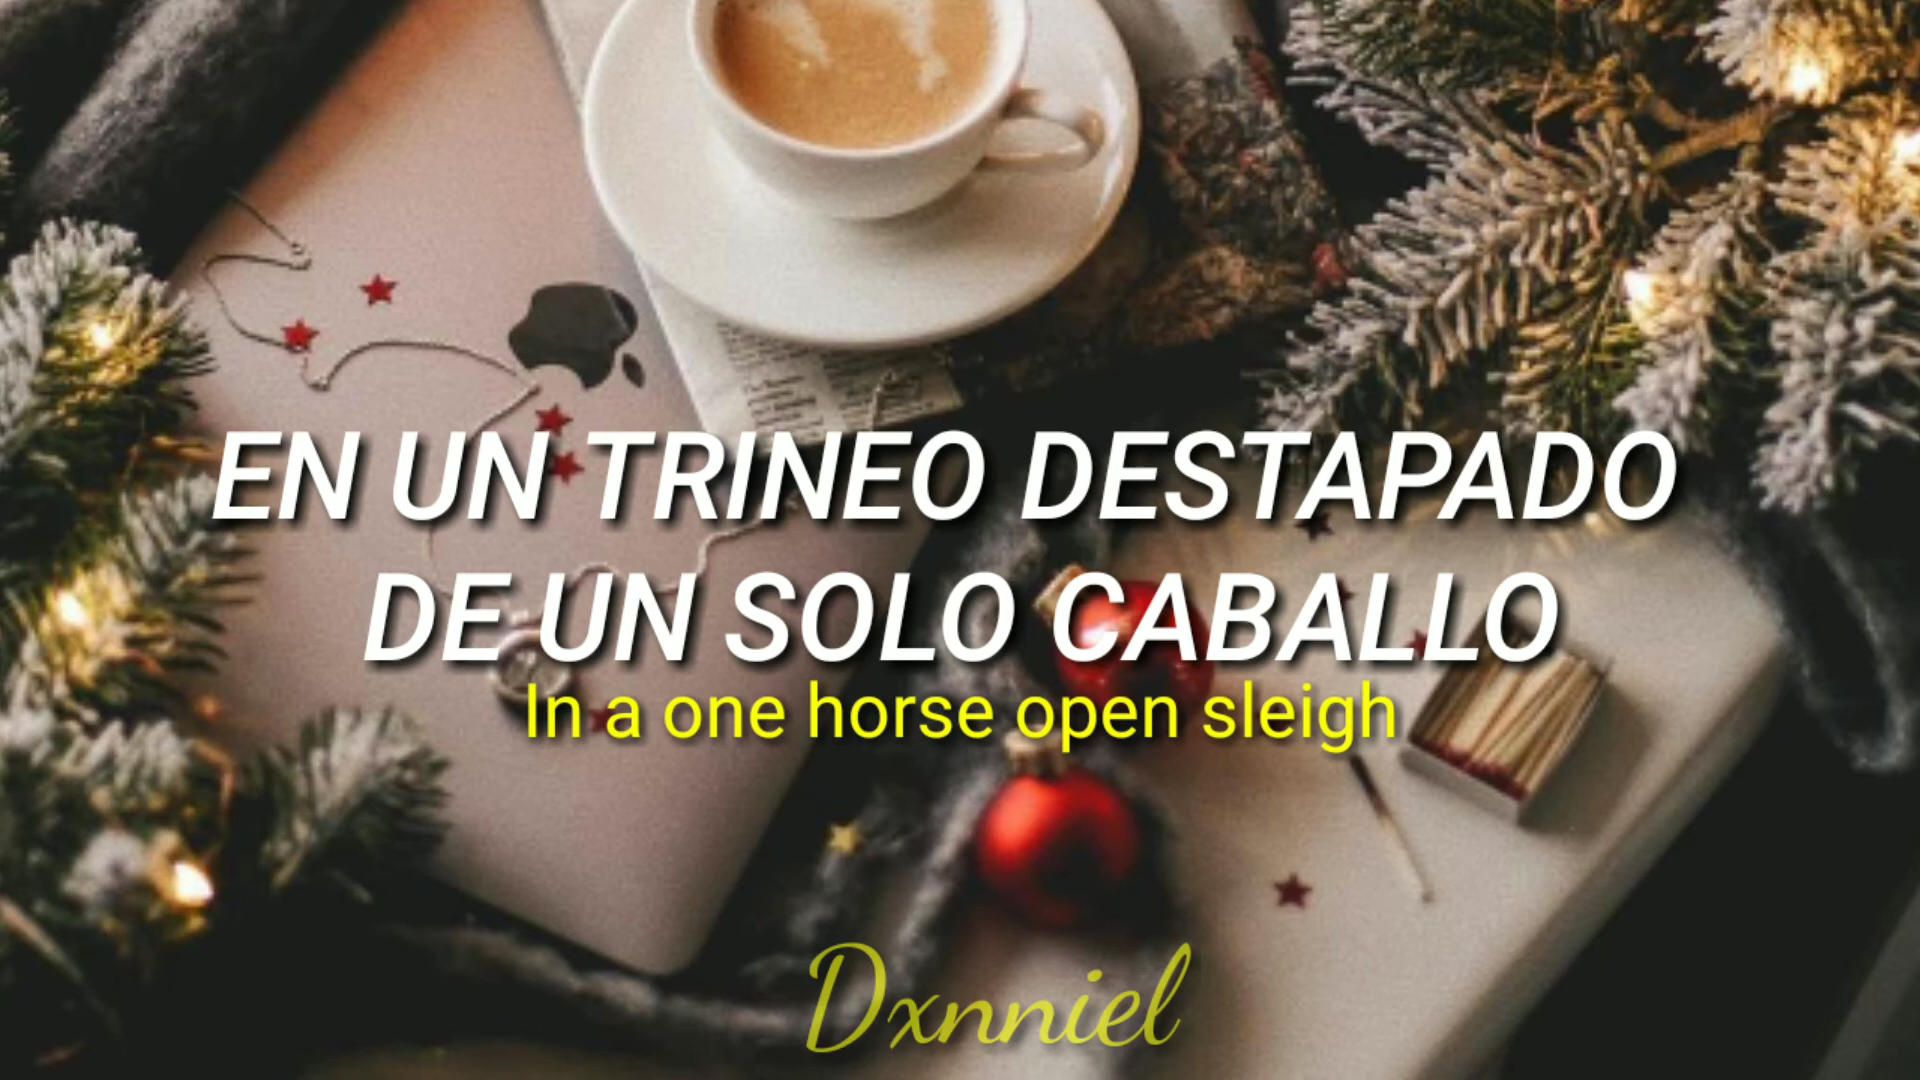 EN UN TRINEO DESTAPADO
DE UN SOLO CABALLO
In a one horse open sleigh
Dxnniel